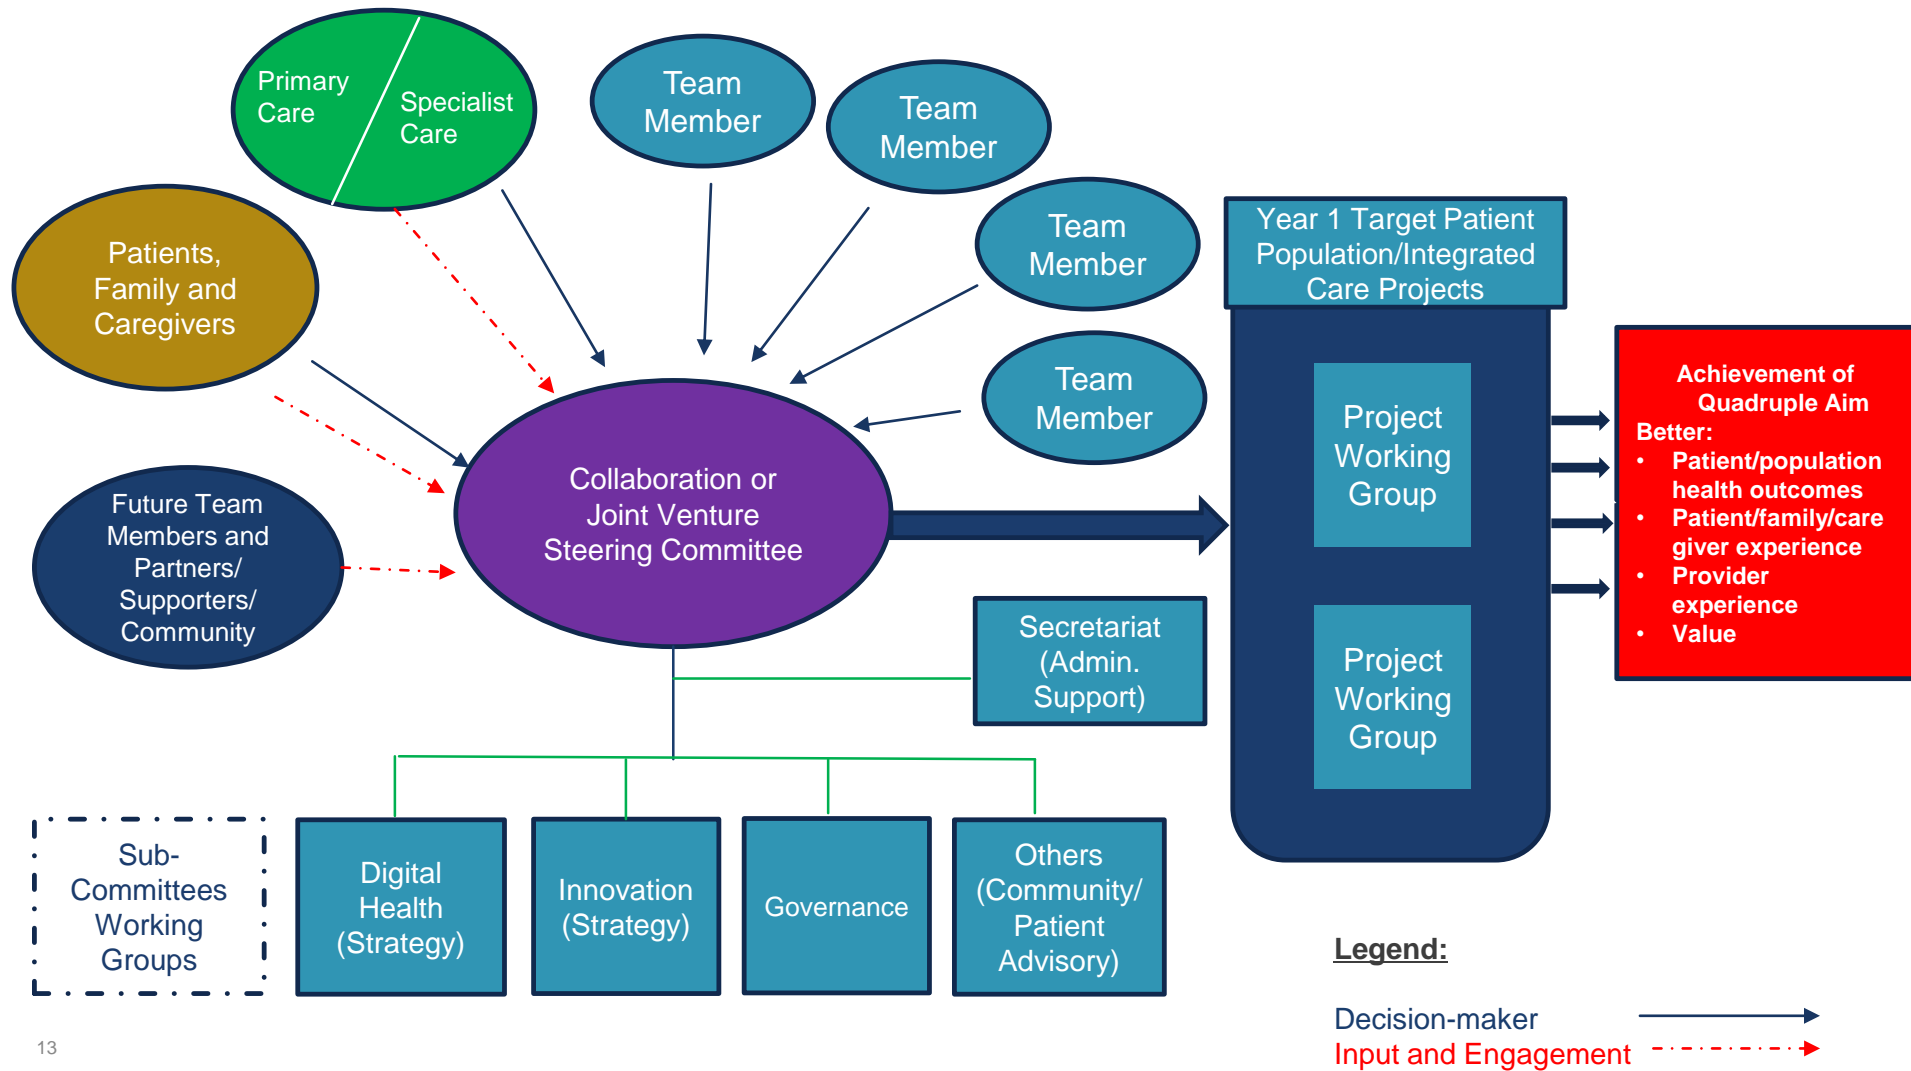 Primary
Care
Specialist
Care
Team
Member
Team
Member
Team
Member
Team
Member
Patients,
Family and
Caregivers
Future Team
Members and
Partners/
Supporters/
Community
Collaboration or
Joint Venture
Steering Committee
Secretariat
(Admin.
Support)
Year 1 Target Patient
Population/Integrated
Care Projects
Project
Working
Group
Project
Working
Group
Achievement of
Quadruple Aim
Better:
• Patient/population
health outcomes
• Patient/family/care
giver experience
• Provider
experience
• Value
Sub-
Committees
Working
Groups
Digital
Health
(Strategy)
Innovation
(Strategy)
Governance
Others
(Community/
Patient
Advisory)
Legend:
Decision-maker
Input and Engagement
13